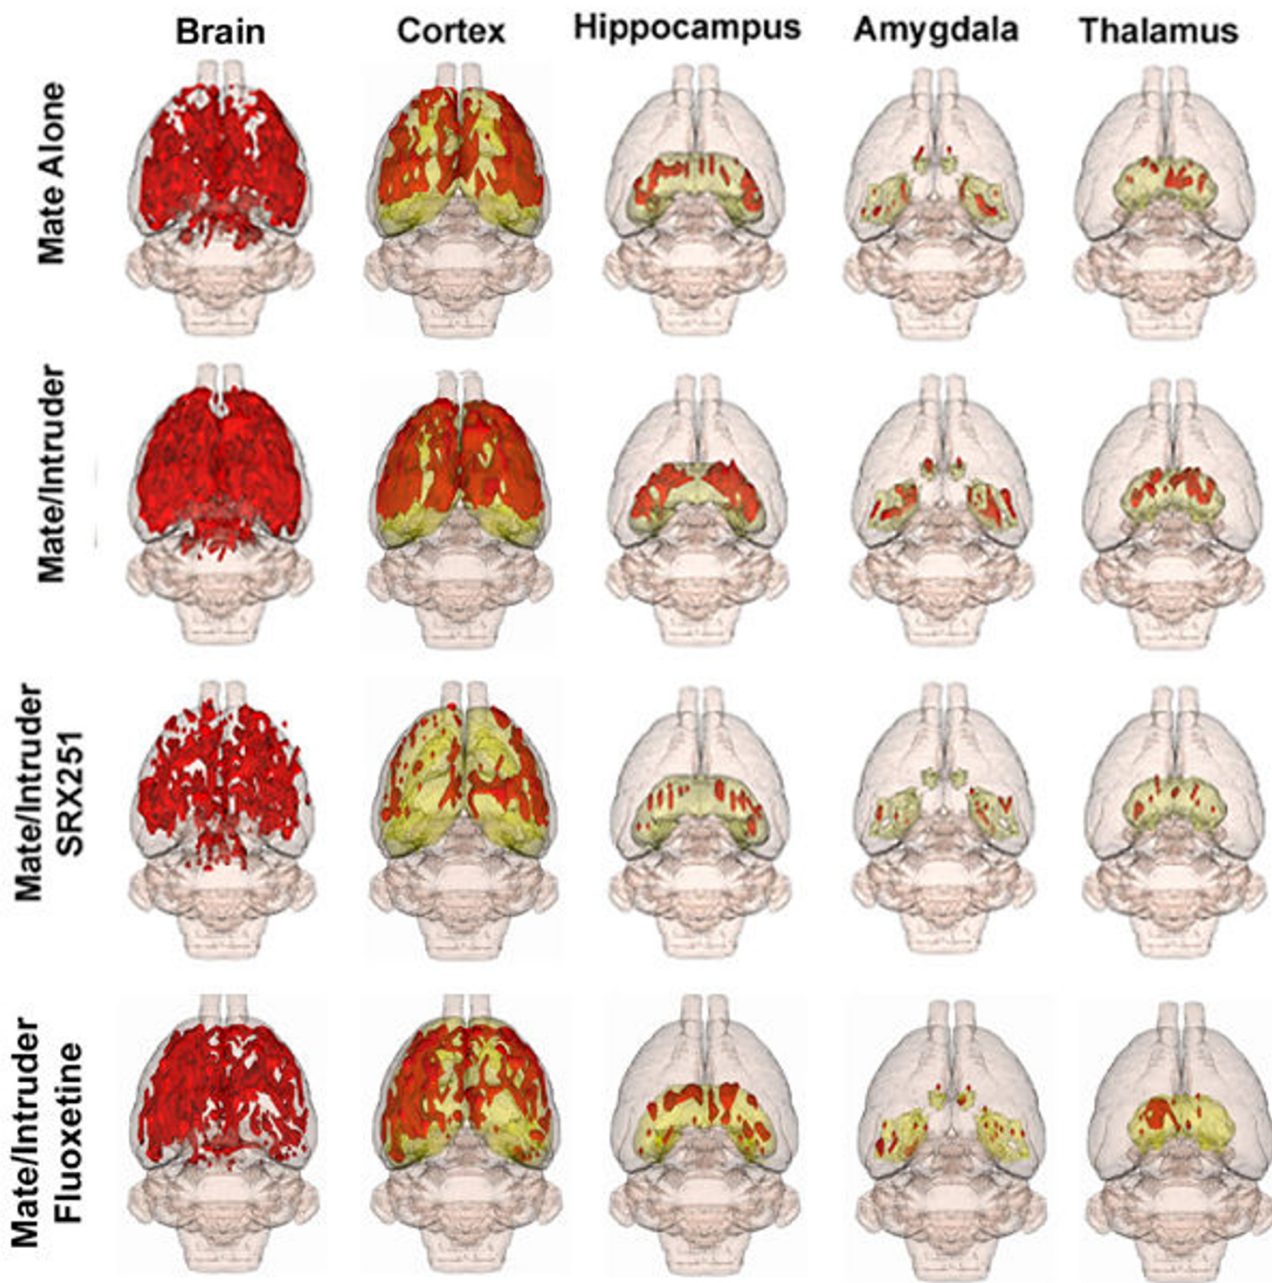 Brain Cortex Hippocampus Amygdala Thalamus
Mate Alone
Mate/Intruder
Mate/Intruder
SRX251
Mate/Intruder
Fluoxetine